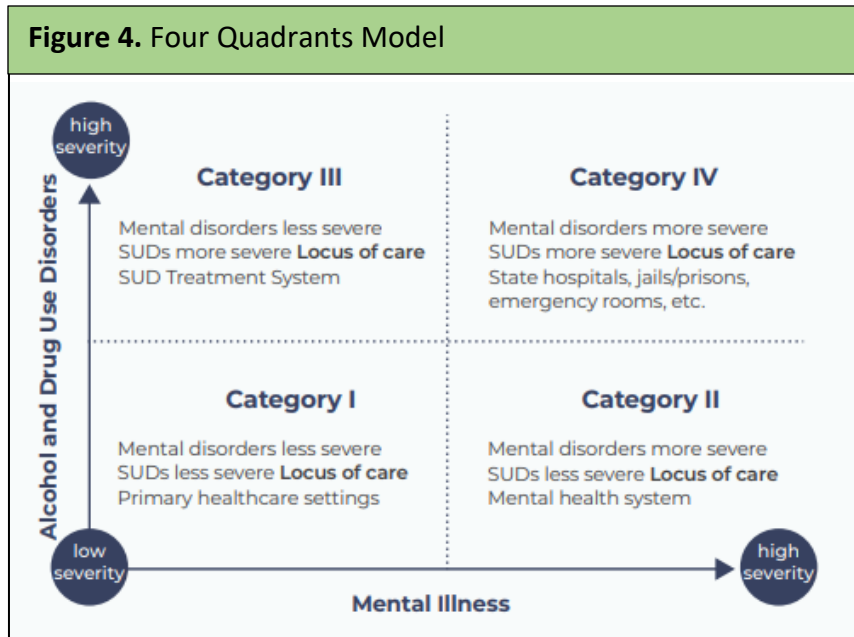 Figure 4. Four Quadrants Model
high
severity
Alcohol and Drug Use Disorders
Category III
Mental disorders less severe
SUDs more severe Locus of care
SUD Treatment System
Category IV
Mental disorders more severe
SUDs more severe Locus of care
State hospitals, jails/prisons,
emergency rooms, etc.
Category I
Mental disorders less severe
SUDs less severe Locus of care
Primary healthcare settings
Category II
Mental disorders more severe
SUDs less severe Locus of care
Mental health system
low
severity
Mental Illness
high
severity